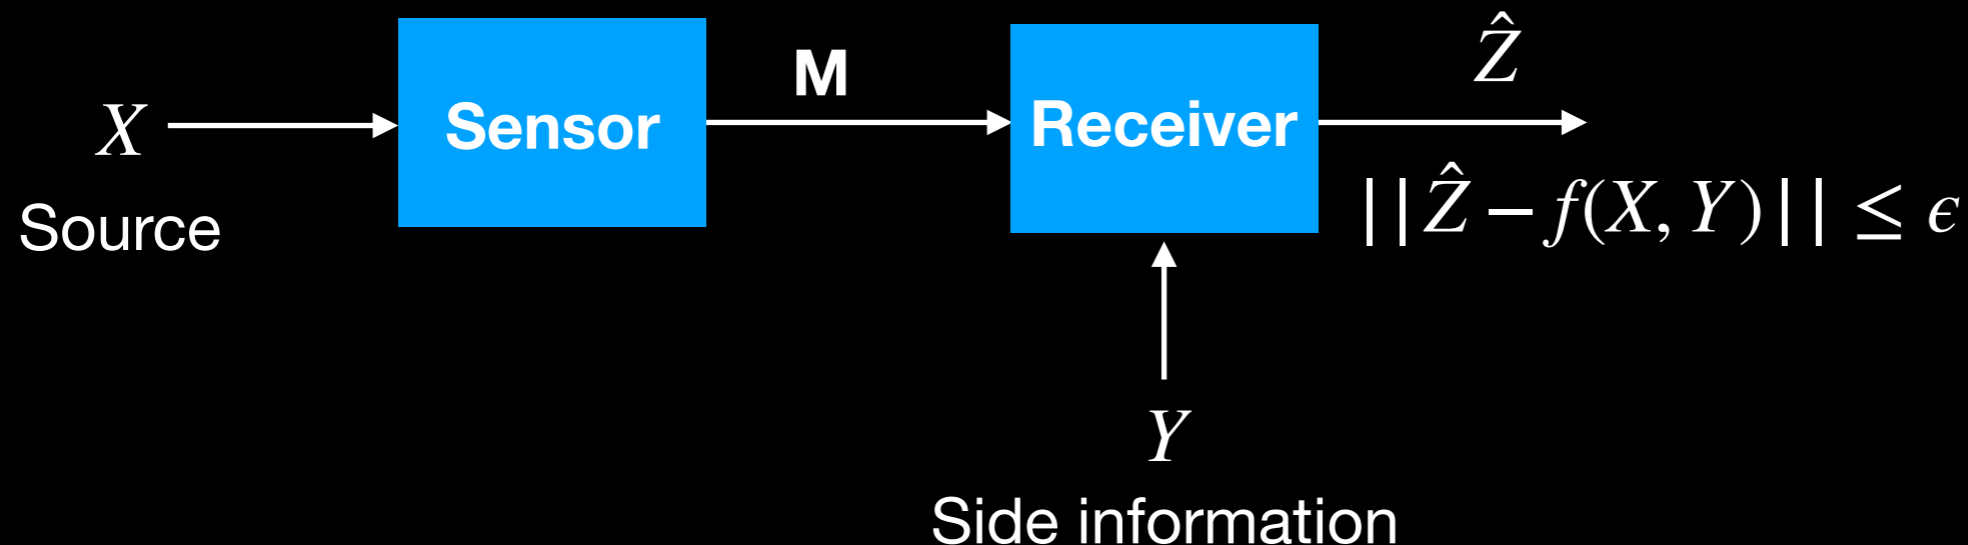 X
Source
Sensor
M
Receiver
Ẑ
||Ẑ − f(X, Y)|| ≤ ϵ
Y
Side information